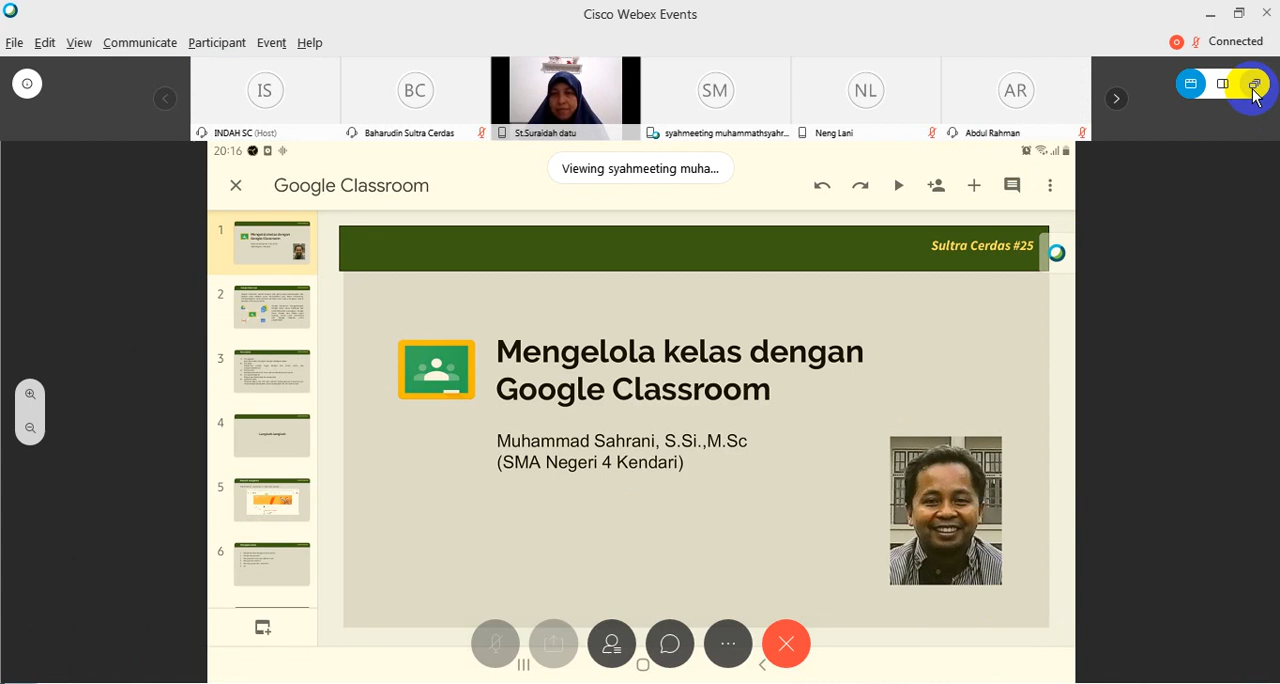 Cisco Webex Events
File Edit View Communicate Participant Event Help
Connected
IS BC SM NL AR
INDAH SC (Host) Baharudin Sultra Cerdas St.Suraidah datu syahmeeting muhammathsyahr... Neng Lani Abdul Rahman
20:16
Viewing syahmeeting muha...
Google Classroom
1
2
3
4
5
6
Sultra Cerdas #25
Mengelola kelas dengan
Google Classroom
Muhammad Sahrani, S.Si.,M.Sc
(SMA Negeri 4 Kendari)